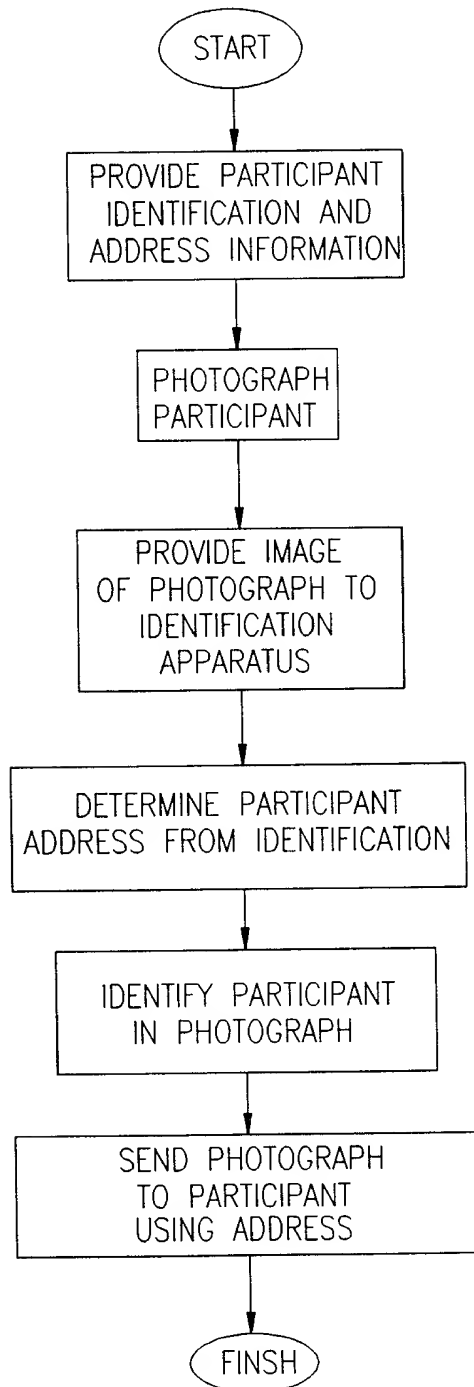 START
PROVIDE PARTICIPANT
IDENTIFICATION AND
ADDRESS INFORMATION
PHOTOGRAPH
PARTICIPANT
PROVIDE IMAGE
OF PHOTOGRAPH TO
IDENTIFICATION
APPARATUS
DETERMINE PARTICIPANT
ADDRESS FROM IDENTIFICATION
IDENTIFY PARTICIPANT
IN PHOTOGRAPH
SEND PHOTOGRAPH
TO PARTICIPANT
USING ADDRESS
FINSH